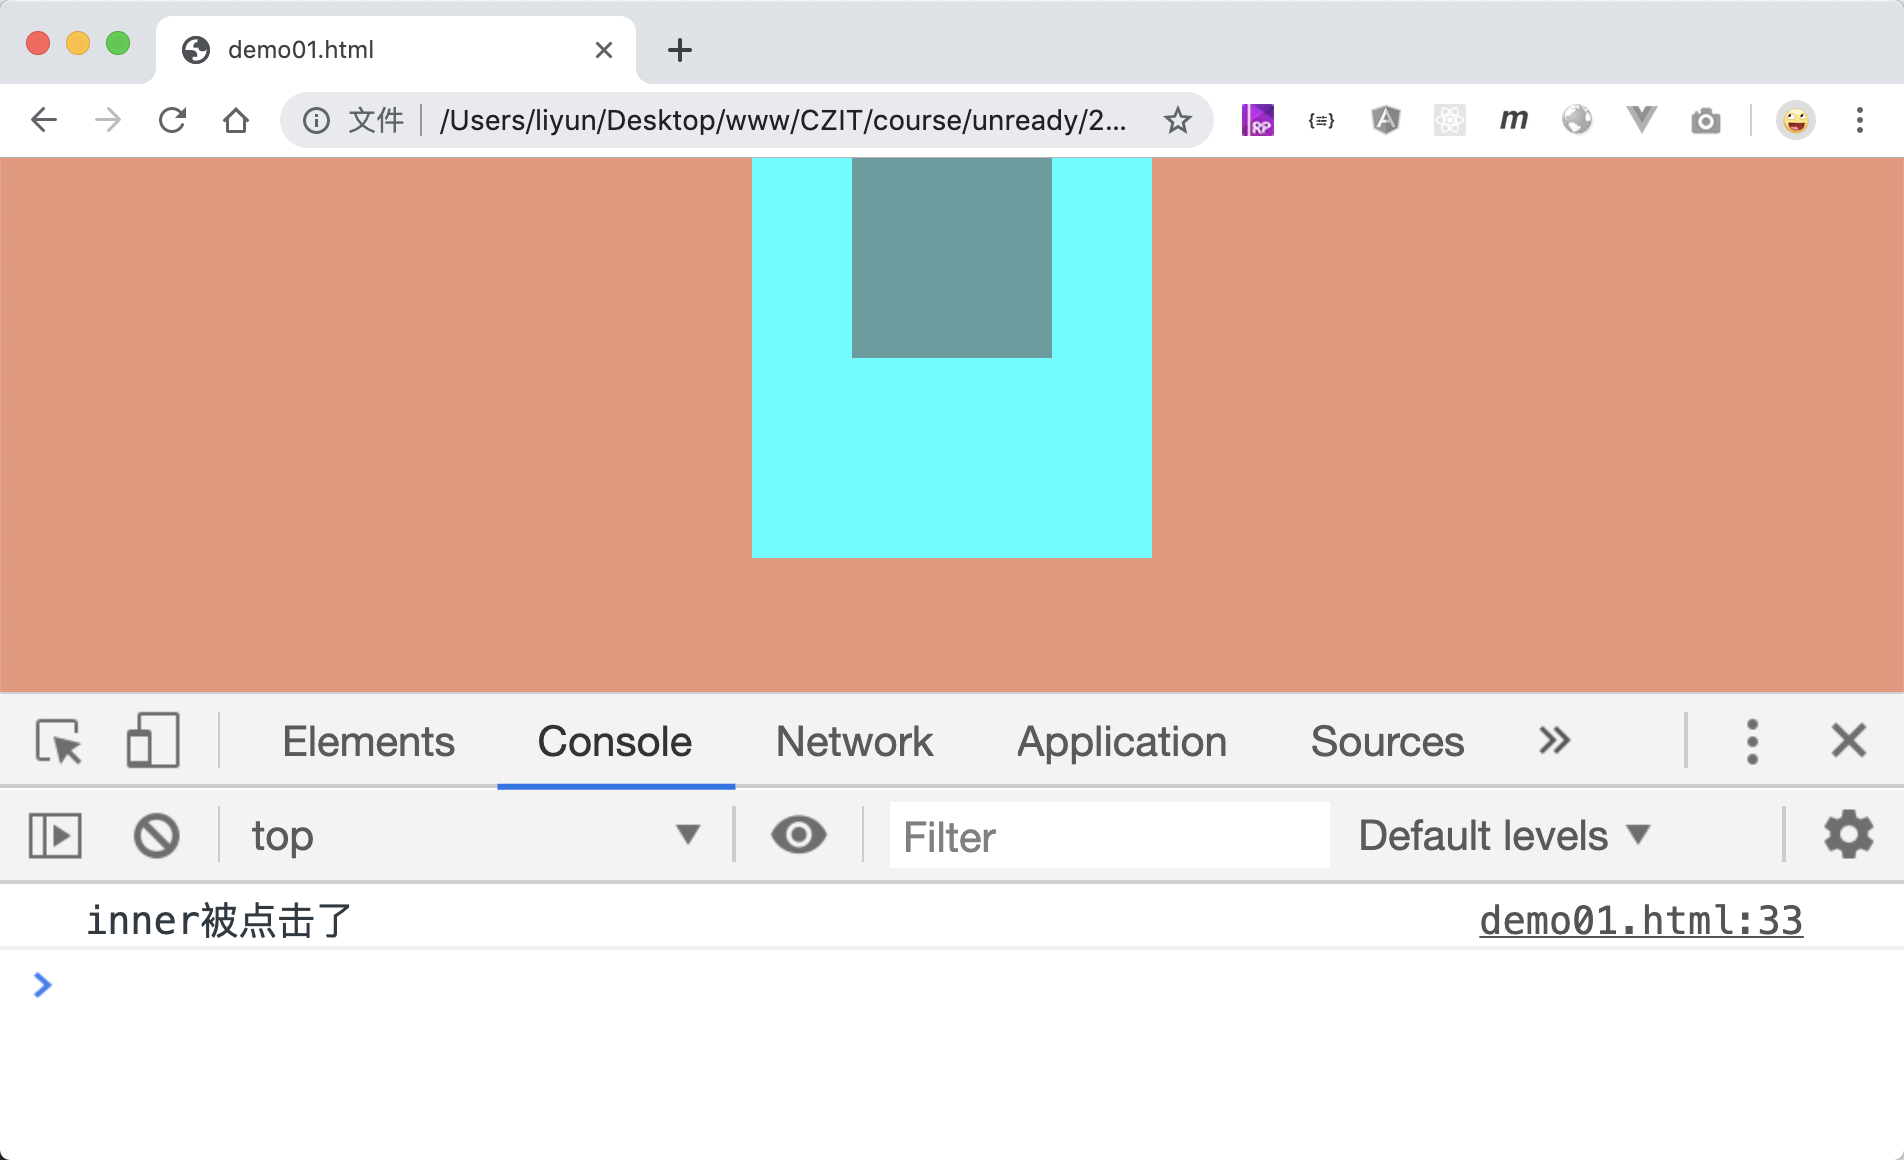 demo01.html
文件 /Users/liyun/Desktop/www/CZIT/course/unready/2...
RP {≡} A m
Elements Console Network Application Sources
top Filter Default levels
inner被点击了 demo01.html:33